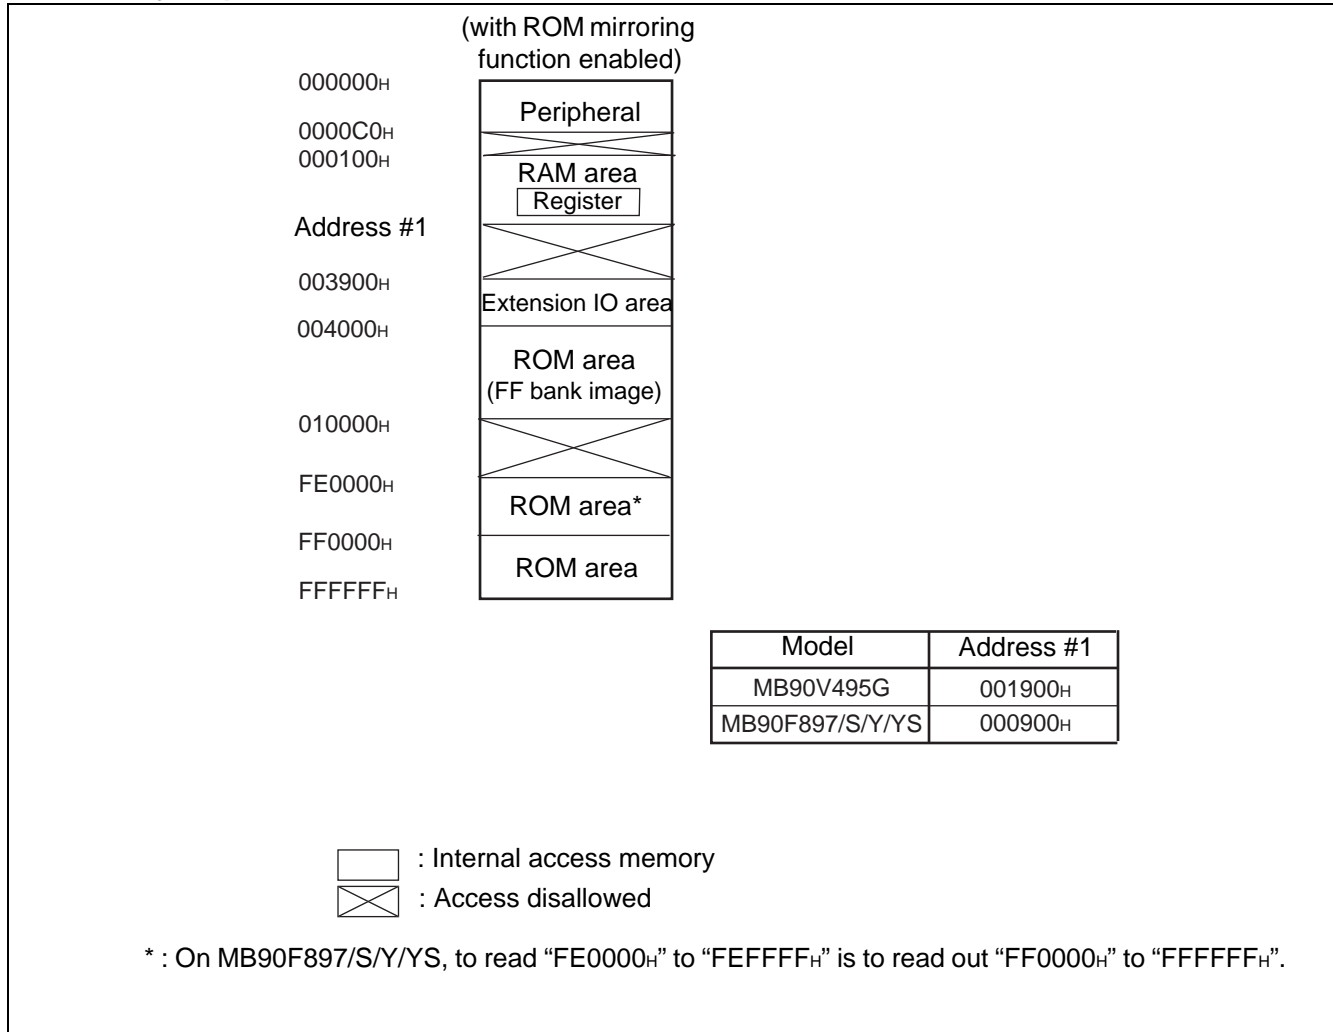 (with ROM mirroring
function enabled)
000000H
Peripheral
0000C0H
000100H
RAM area
Register
Address #1
003900H
Extension IO area
004000H
ROM area
(FF bank image)
010000H
FE0000H
ROM area*
FF0000H
ROM area
FFFFFFH
Model Address #1
MB90V495G 001900H
MB90F897/S/Y/YS 000900H
: Internal access memory
: Access disallowed
* : On MB90F897/S/Y/YS, to read “FE0000H” to “FEFFFFH” is to read out “FF0000H” to “FFFFFFH”.